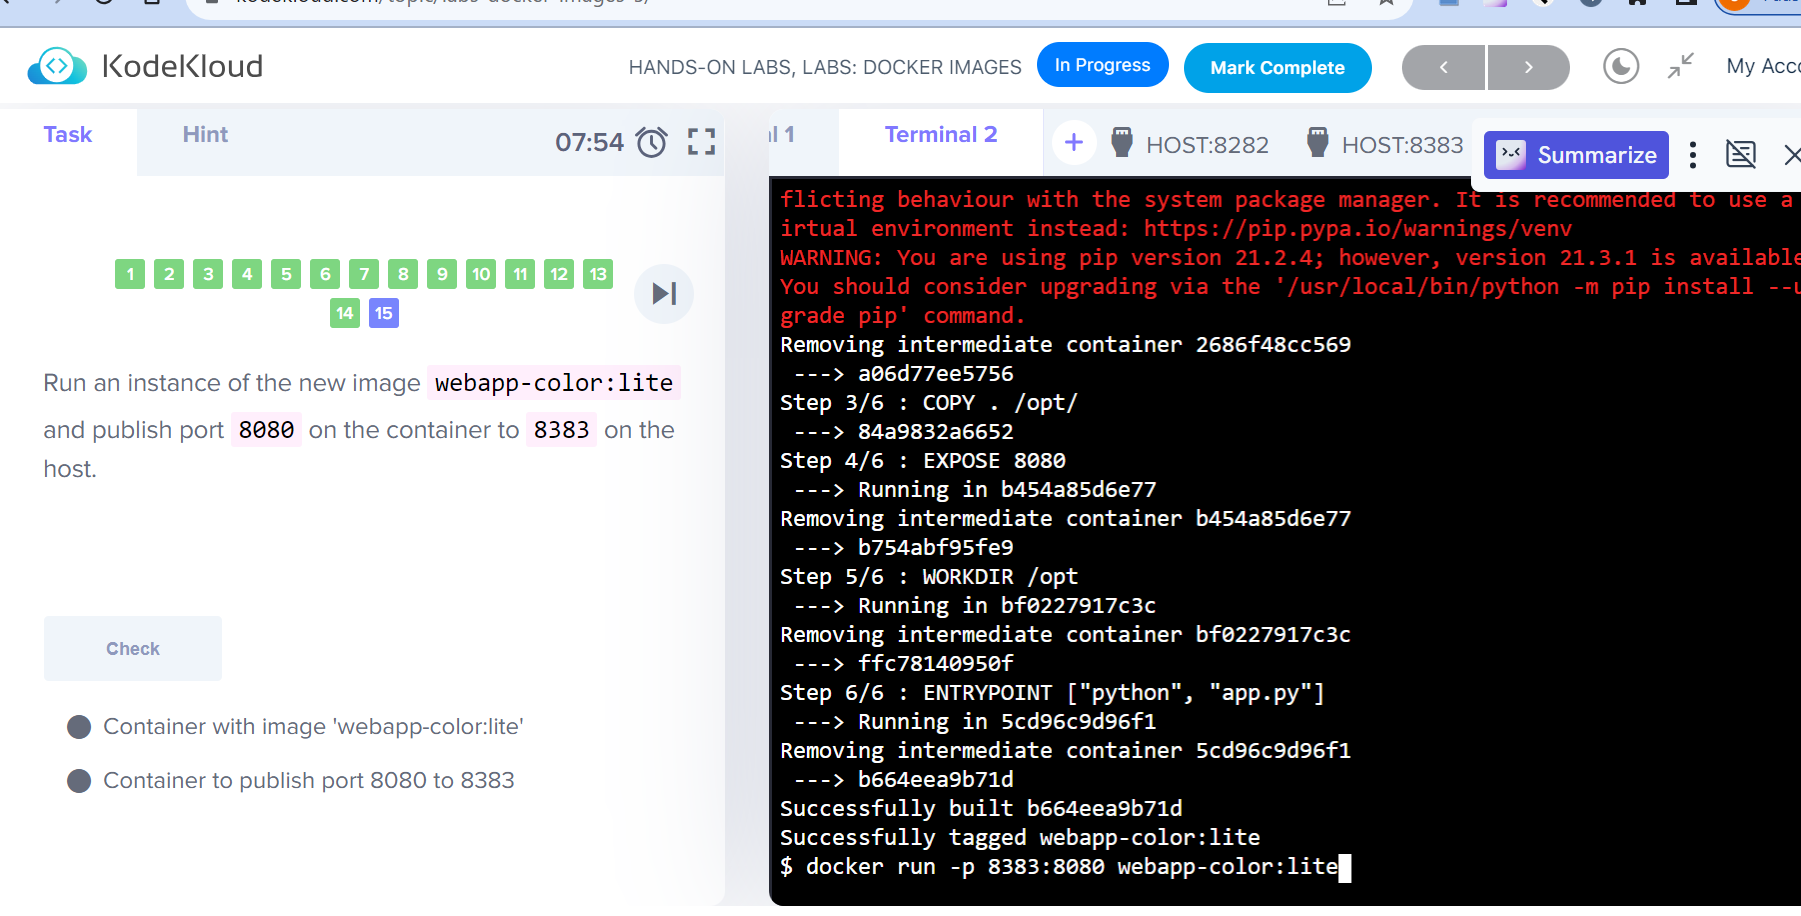 KodeKloud
HANDS-ON LABS, LABS: DOCKER IMAGES
In Progress
Mark Complete
My Acco
Task
Hint
07:54
l 1
Terminal 2
+
HOST:8282
HOST:8383
Summarize
1 2 3 4 5 6 7 8 9 10 11 12 13
14 15
Run an instance of the new image webapp-color:lite
and publish port 8080 on the container to 8383 on the
host.
Check
Container with image 'webapp-color:lite'
Container to publish port 8080 to 8383
flicting behaviour with the system package manager. It is recommended to use a
irtual environment instead: https://pip.pypa.io/warnings/venv
WARNING: You are using pip version 21.2.4; however, version 21.3.1 is available
You should consider upgrading via the '/usr/local/bin/python -m pip install --u
grade pip' command.
Removing intermediate container 2686f48cc569
 ---> a06d77ee5756
Step 3/6 : COPY . /opt/
 ---> 84a9832a6652
Step 4/6 : EXPOSE 8080
 ---> Running in b454a85d6e77
Removing intermediate container b454a85d6e77
 ---> b754abf95fe9
Step 5/6 : WORKDIR /opt
 ---> Running in bf0227917c3c
Removing intermediate container bf0227917c3c
 ---> ffc78140950f
Step 6/6 : ENTRYPOINT ["python", "app.py"]
 ---> Running in 5cd96c9d96f1
Removing intermediate container 5cd96c9d96f1
 ---> b664eea9b71d
Successfully built b664eea9b71d
Successfully tagged webapp-color:lite
$ docker run -p 8383:8080 webapp-color:lite